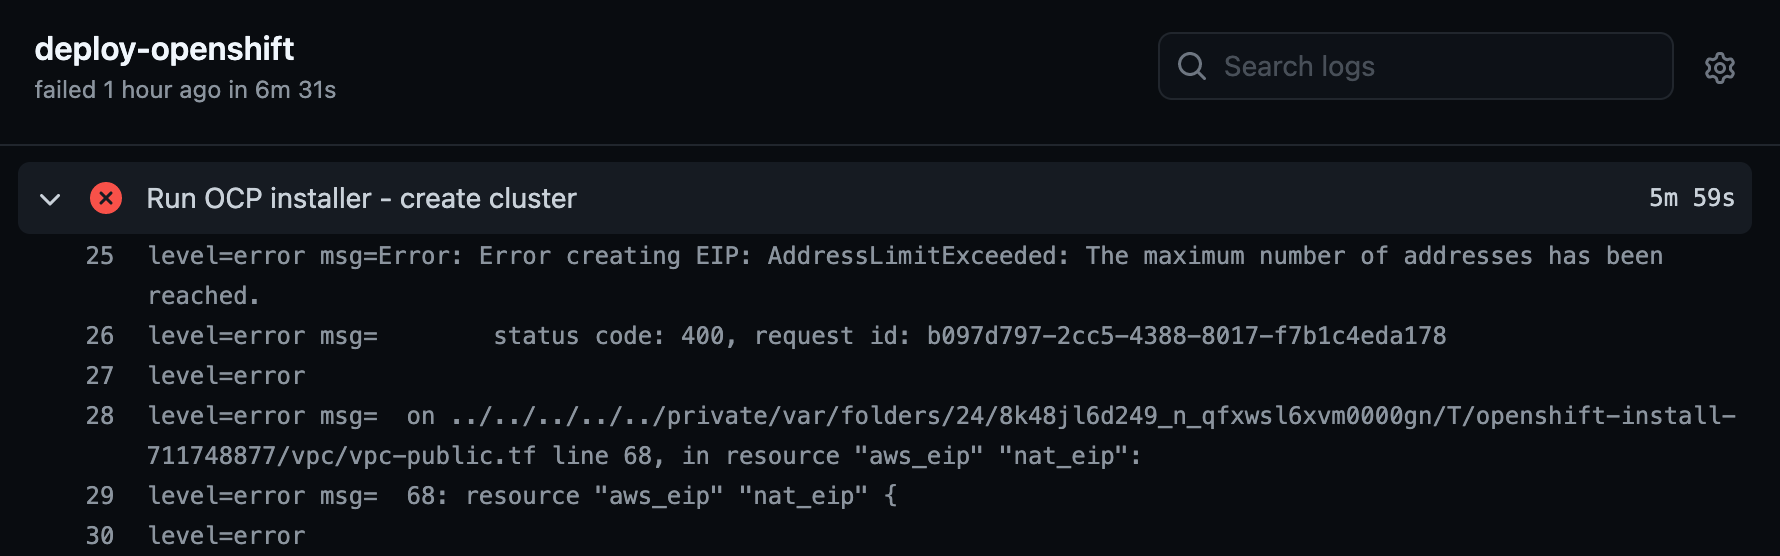 deploy-openshift
failed 1 hour ago in 6m 31s
Search logs
Run OCP installer - create cluster
5m 59s
25 level=error msg=Error: Error creating EIP: AddressLimitExceeded: The maximum number of addresses has been
reached.
26 level=error msg=        status code: 400, request id: b097d797-2cc5-4388-8017-f7b1c4eda178
27 level=error
28 level=error msg=  on ../../../../../private/var/folders/24/8k48jl6d249_n_qfxwsl6xvm0000gn/T/openshift-install-
711748877/vpc/vpc-public.tf line 68, in resource "aws_eip" "nat_eip":
29 level=error msg=  68: resource "aws_eip" "nat_eip" {
30 level=error